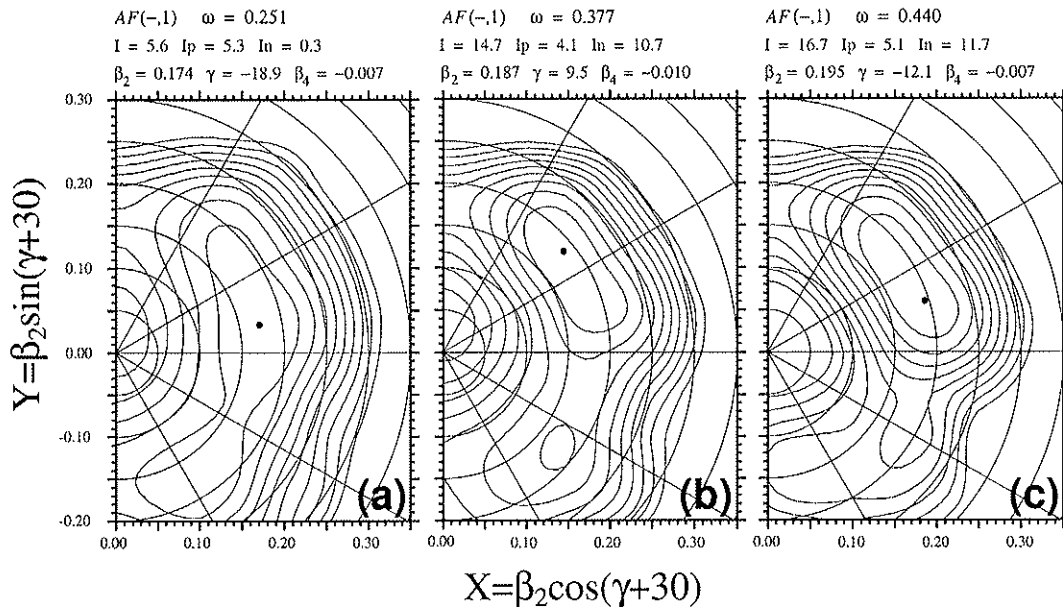 AF(−,1) ω = 0.251
I = 5.6 Ip = 5.3 In = 0.3
β₂ = 0.174 γ = −18.9 β₄ = −0.007
AF(−,1) ω = 0.377
I = 14.7 Ip = 4.1 In = 10.7
β₂ = 0.187 γ = 9.5 β₄ = −0.010
AF(−,1) ω = 0.440
I = 16.7 Ip = 5.1 In = 11.7
β₂ = 0.195 γ = −12.1 β₄ = −0.007
Y=β₂sin(γ+30)
0.30
0.20
0.10
0.00
-0.10
-0.20
(a)
(b)
(c)
0.00 0.10 0.20 0.30
0.00 0.10 0.20 0.30
0.00 0.10 0.20 0.30
X=β₂cos(γ+30)